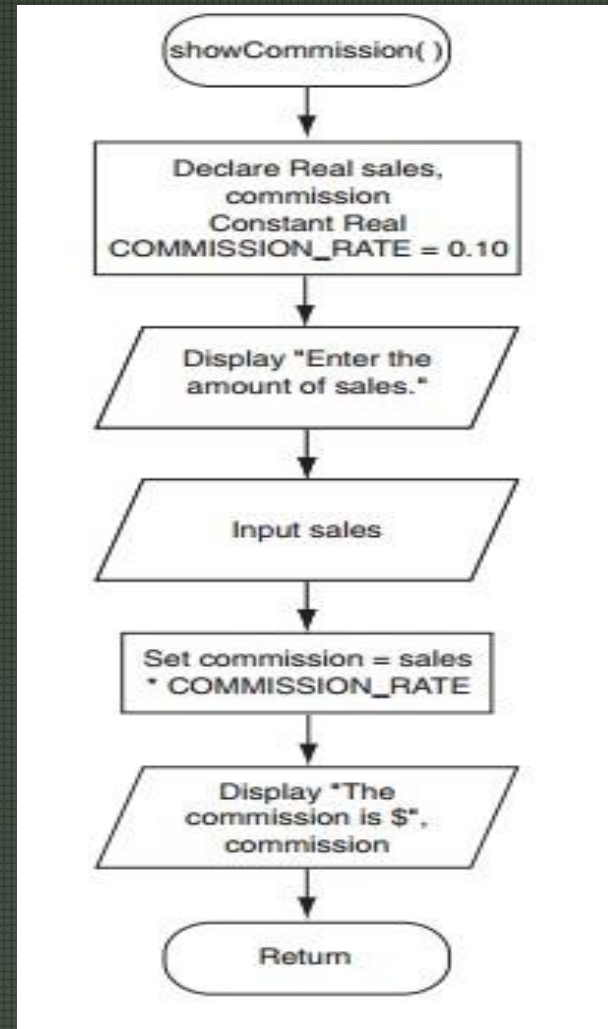 showCommission( )
Declare Real sales,
commission
Constant Real
COMMISSION_RATE = 0.10
Display "Enter the
amount of sales."
Input sales
Set commission = sales
* COMMISSION_RATE
Display "The
commission is $",
commission
Return